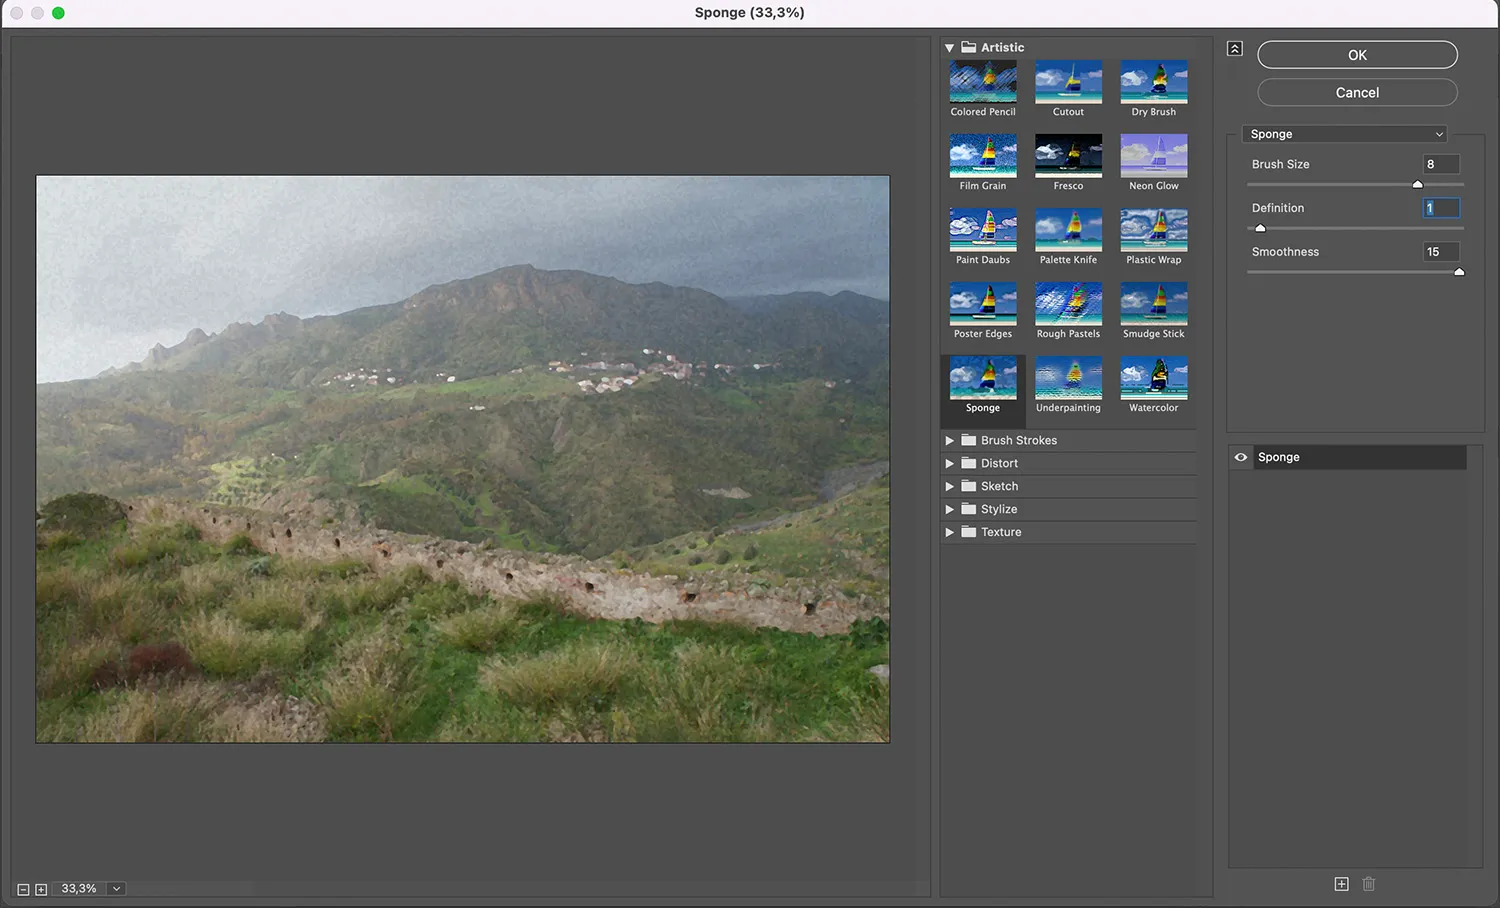 Sponge (33,3%)
Artistic
Colored Pencil
Cutout
Dry Brush
Film Grain
Fresco
Neon Glow
Paint Daubs
Palette Knife
Plastic Wrap
Poster Edges
Rough Pastels
Smudge Stick
Sponge
Underpainting
Watercolor
Brush Strokes
Distort
Sketch
Stylize
Texture
OK
Cancel
Sponge
Brush Size 8
Definition 1
Smoothness 15
Sponge
33,3%